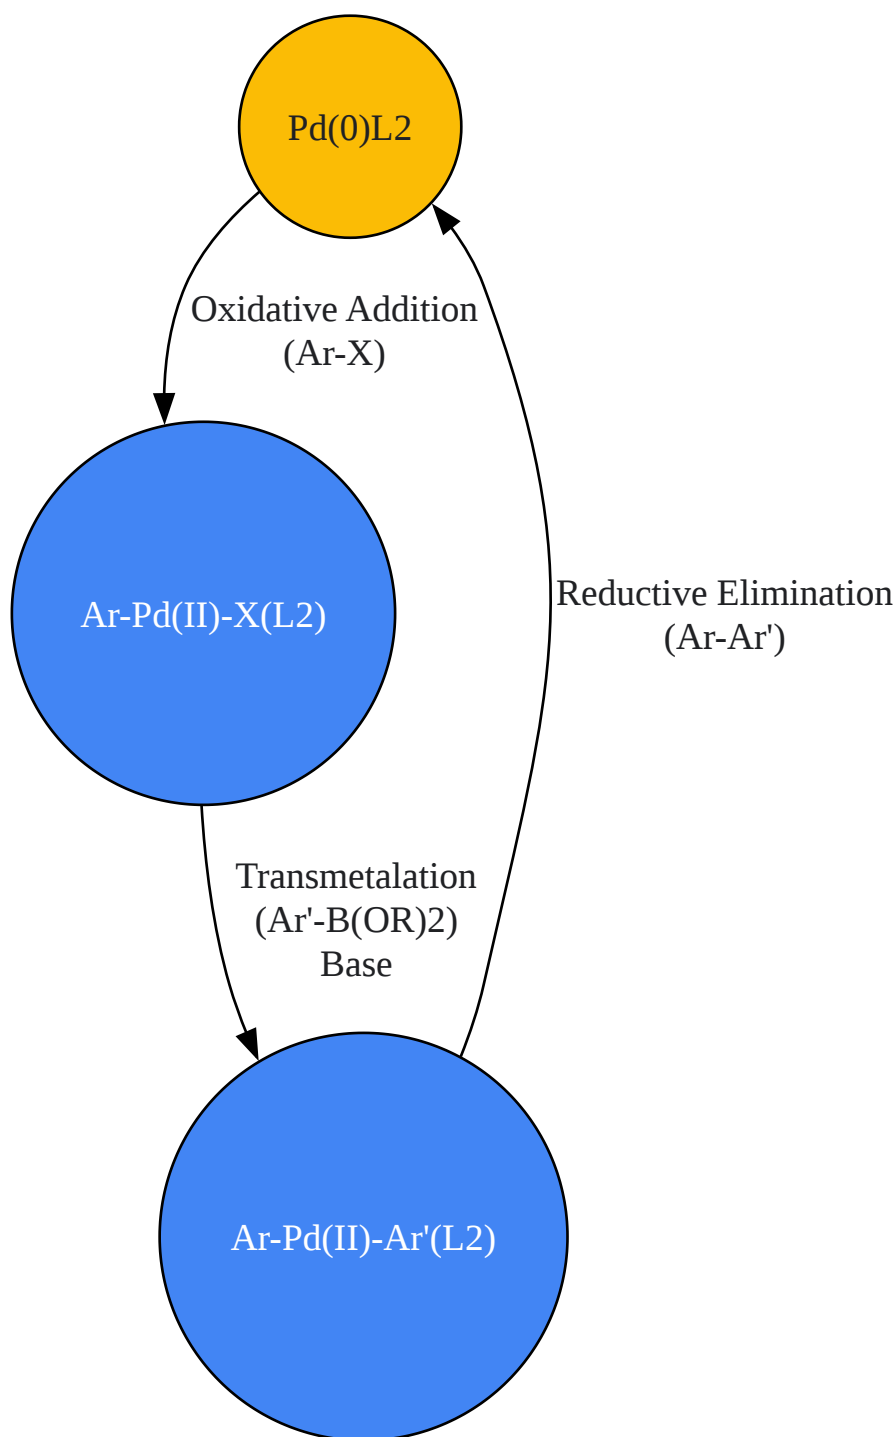 Pd(0)L2
Oxidative Addition
(Ar-X)
Ar-Pd(II)-X(L2)
Reductive Elimination
(Ar-Ar')
Transmetalation
(Ar'-B(OR)2)
Base
Ar-Pd(II)-Ar'(L2)